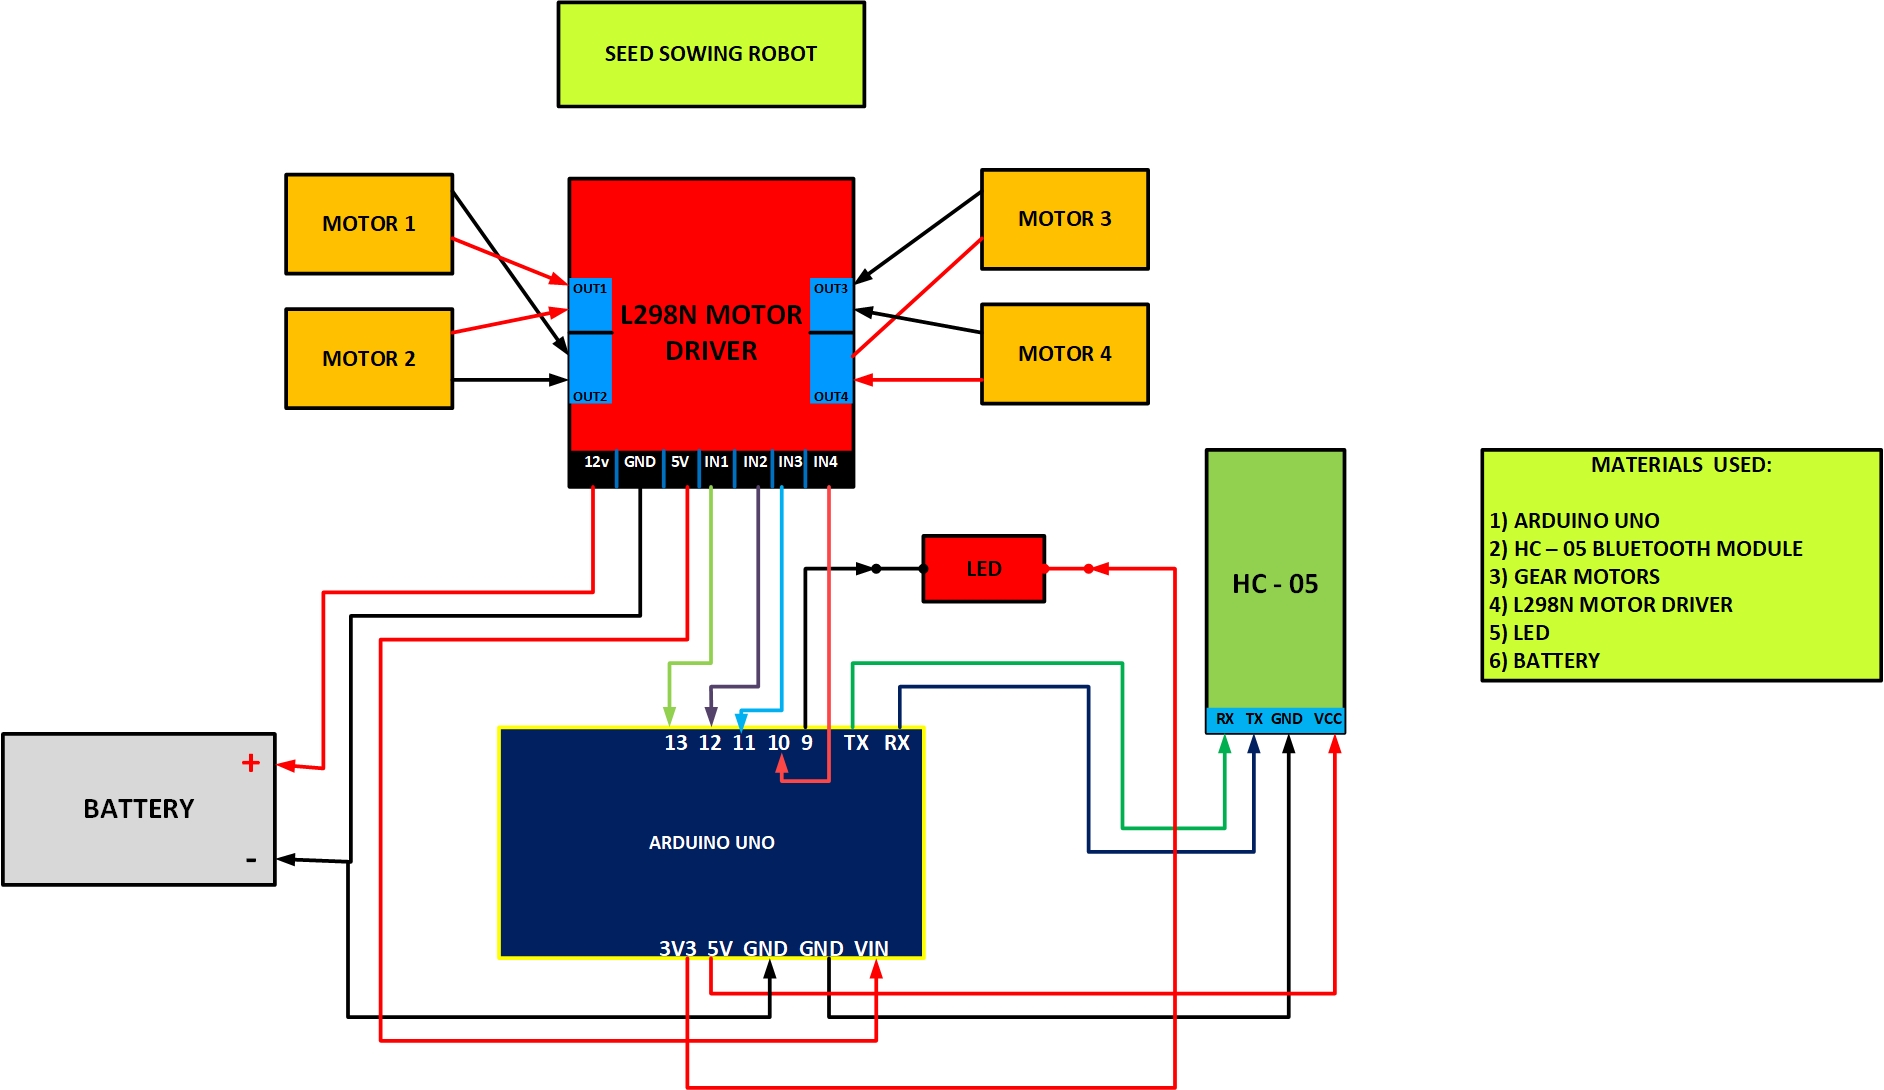 SEED SOWING ROBOT
MOTOR 1
MOTOR 2
MOTOR 3
MOTOR 4
OUT1
OUT2
OUT3
OUT4
L298N MOTOR
DRIVER
12v GND 5V IN1 IN2 IN3 IN4
LED
HC - 05
RX TX GND VCC
MATERIALS USED:
1) ARDUINO UNO
2) HC – 05 BLUETOOTH MODULE
3) GEAR MOTORS
4) L298N MOTOR DRIVER
5) LED
6) BATTERY
+
BATTERY
-
13 12 11 10 9 TX RX
ARDUINO UNO
3V3 5V GND GND VIN